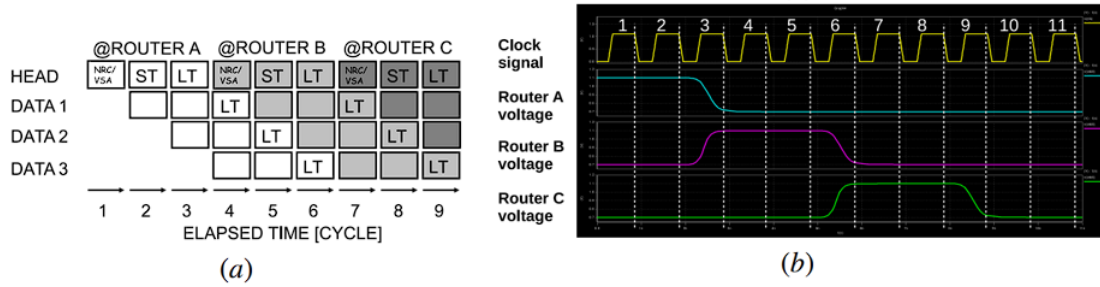 @ROUTER A @ROUTER B @ROUTER C
HEAD NRC/ VSA ST LT NRC/ VSA ST LT NRC/ VSA ST LT
DATA 1 LT LT
DATA 2 LT LT
DATA 3 LT LT
1 2 3 4 5 6 7 8 9
ELAPSED TIME [CYCLE]
(a)
1 2 3 4 5 6 7 8 9 10 11
Clock
signal
Router A
voltage
Router B
voltage
Router C
voltage
(b)